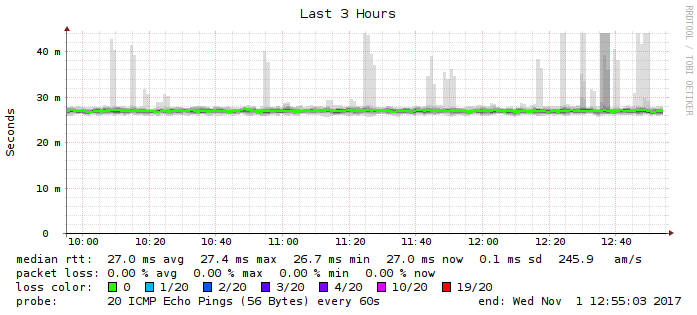 Last 3 Hours
RRDTOOL / TOBI OETIKER
Seconds
40 m
30 m
20 m
10 m
0
10:00 10:20 10:40 11:00 11:20 11:40 12:00 12:20 12:40
median rtt: 27.0 ms avg 27.4 ms max 26.7 ms min 27.0 ms now 0.1 ms sd 245.9 am/s
packet loss: 0.00 % avg 0.00 % max 0.00 % min 0.00 % now
loss color: 0 1/20 2/20 3/20 4/20 10/20 19/20
probe: 20 ICMP Echo Pings (56 Bytes) every 60s end: Wed Nov 1 12:55:03 2017